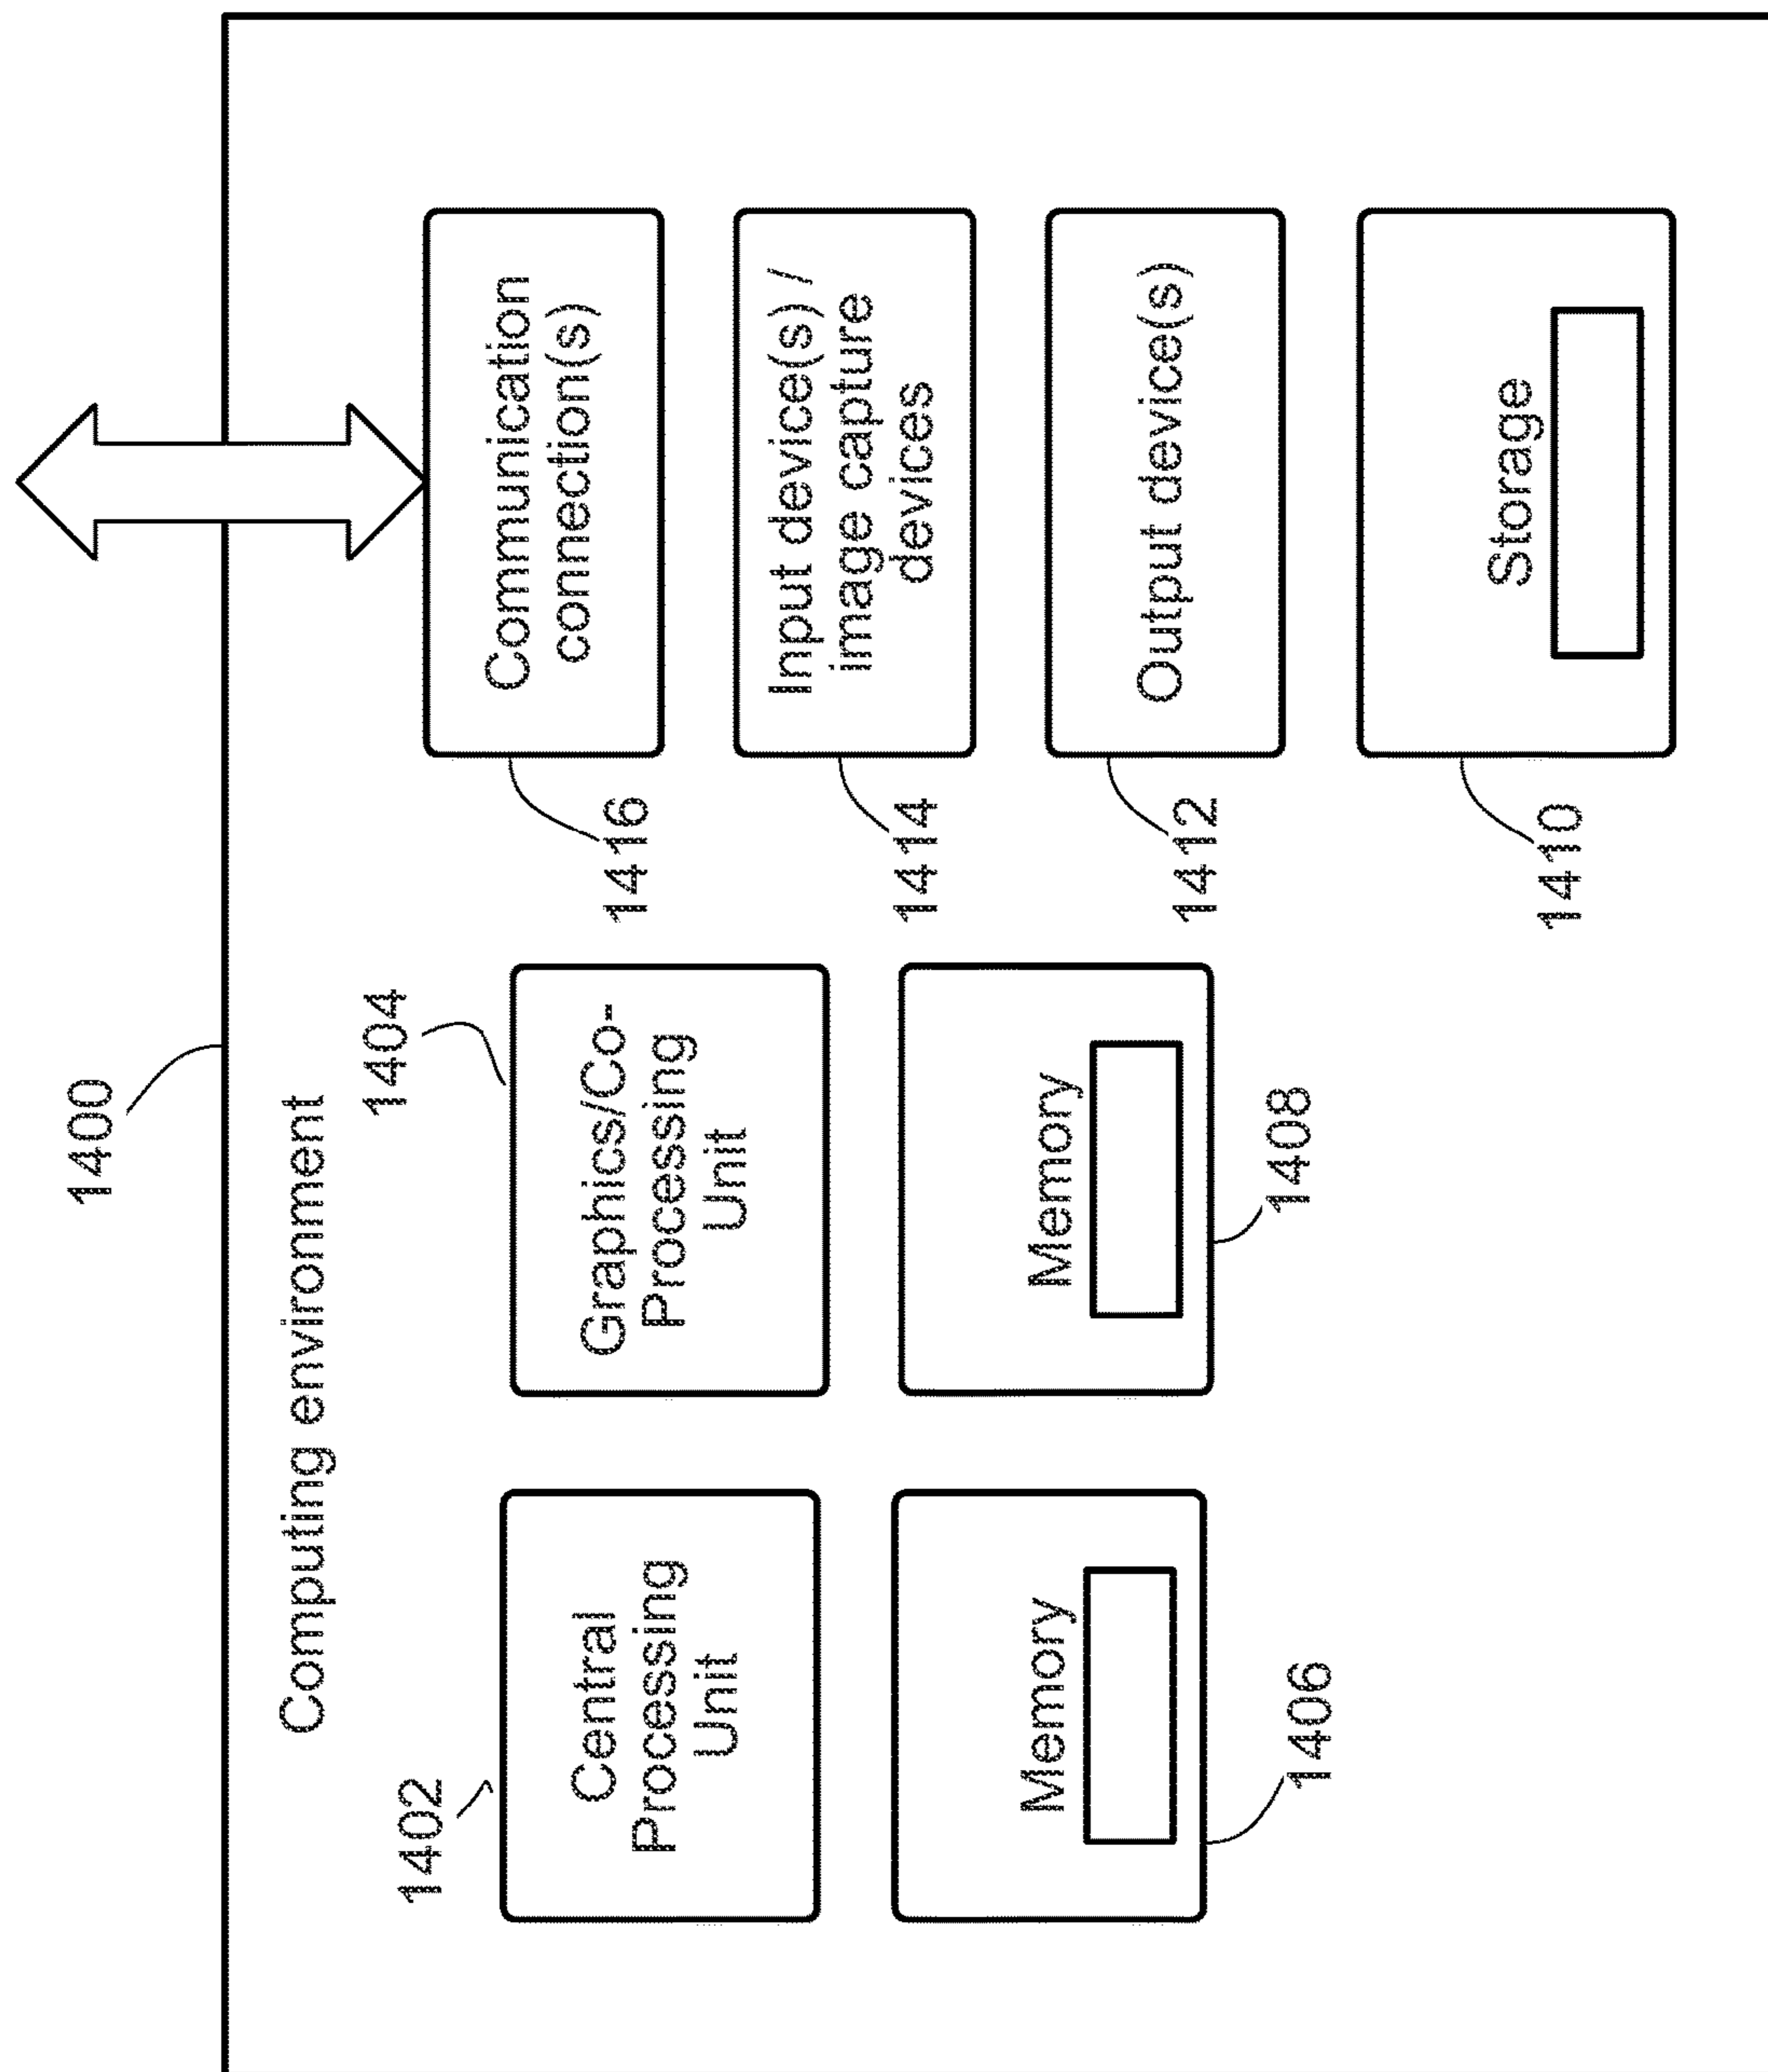 1400
Computing environment
1402
Central
Processing
Unit
1404
Graphics/Co-
Processing
Unit
Memory
1406
Memory
1408
Communication
connection(s)
1416
Input device(s) /
image capture
devices
1414
Output device(s)
1412
Storage
1410